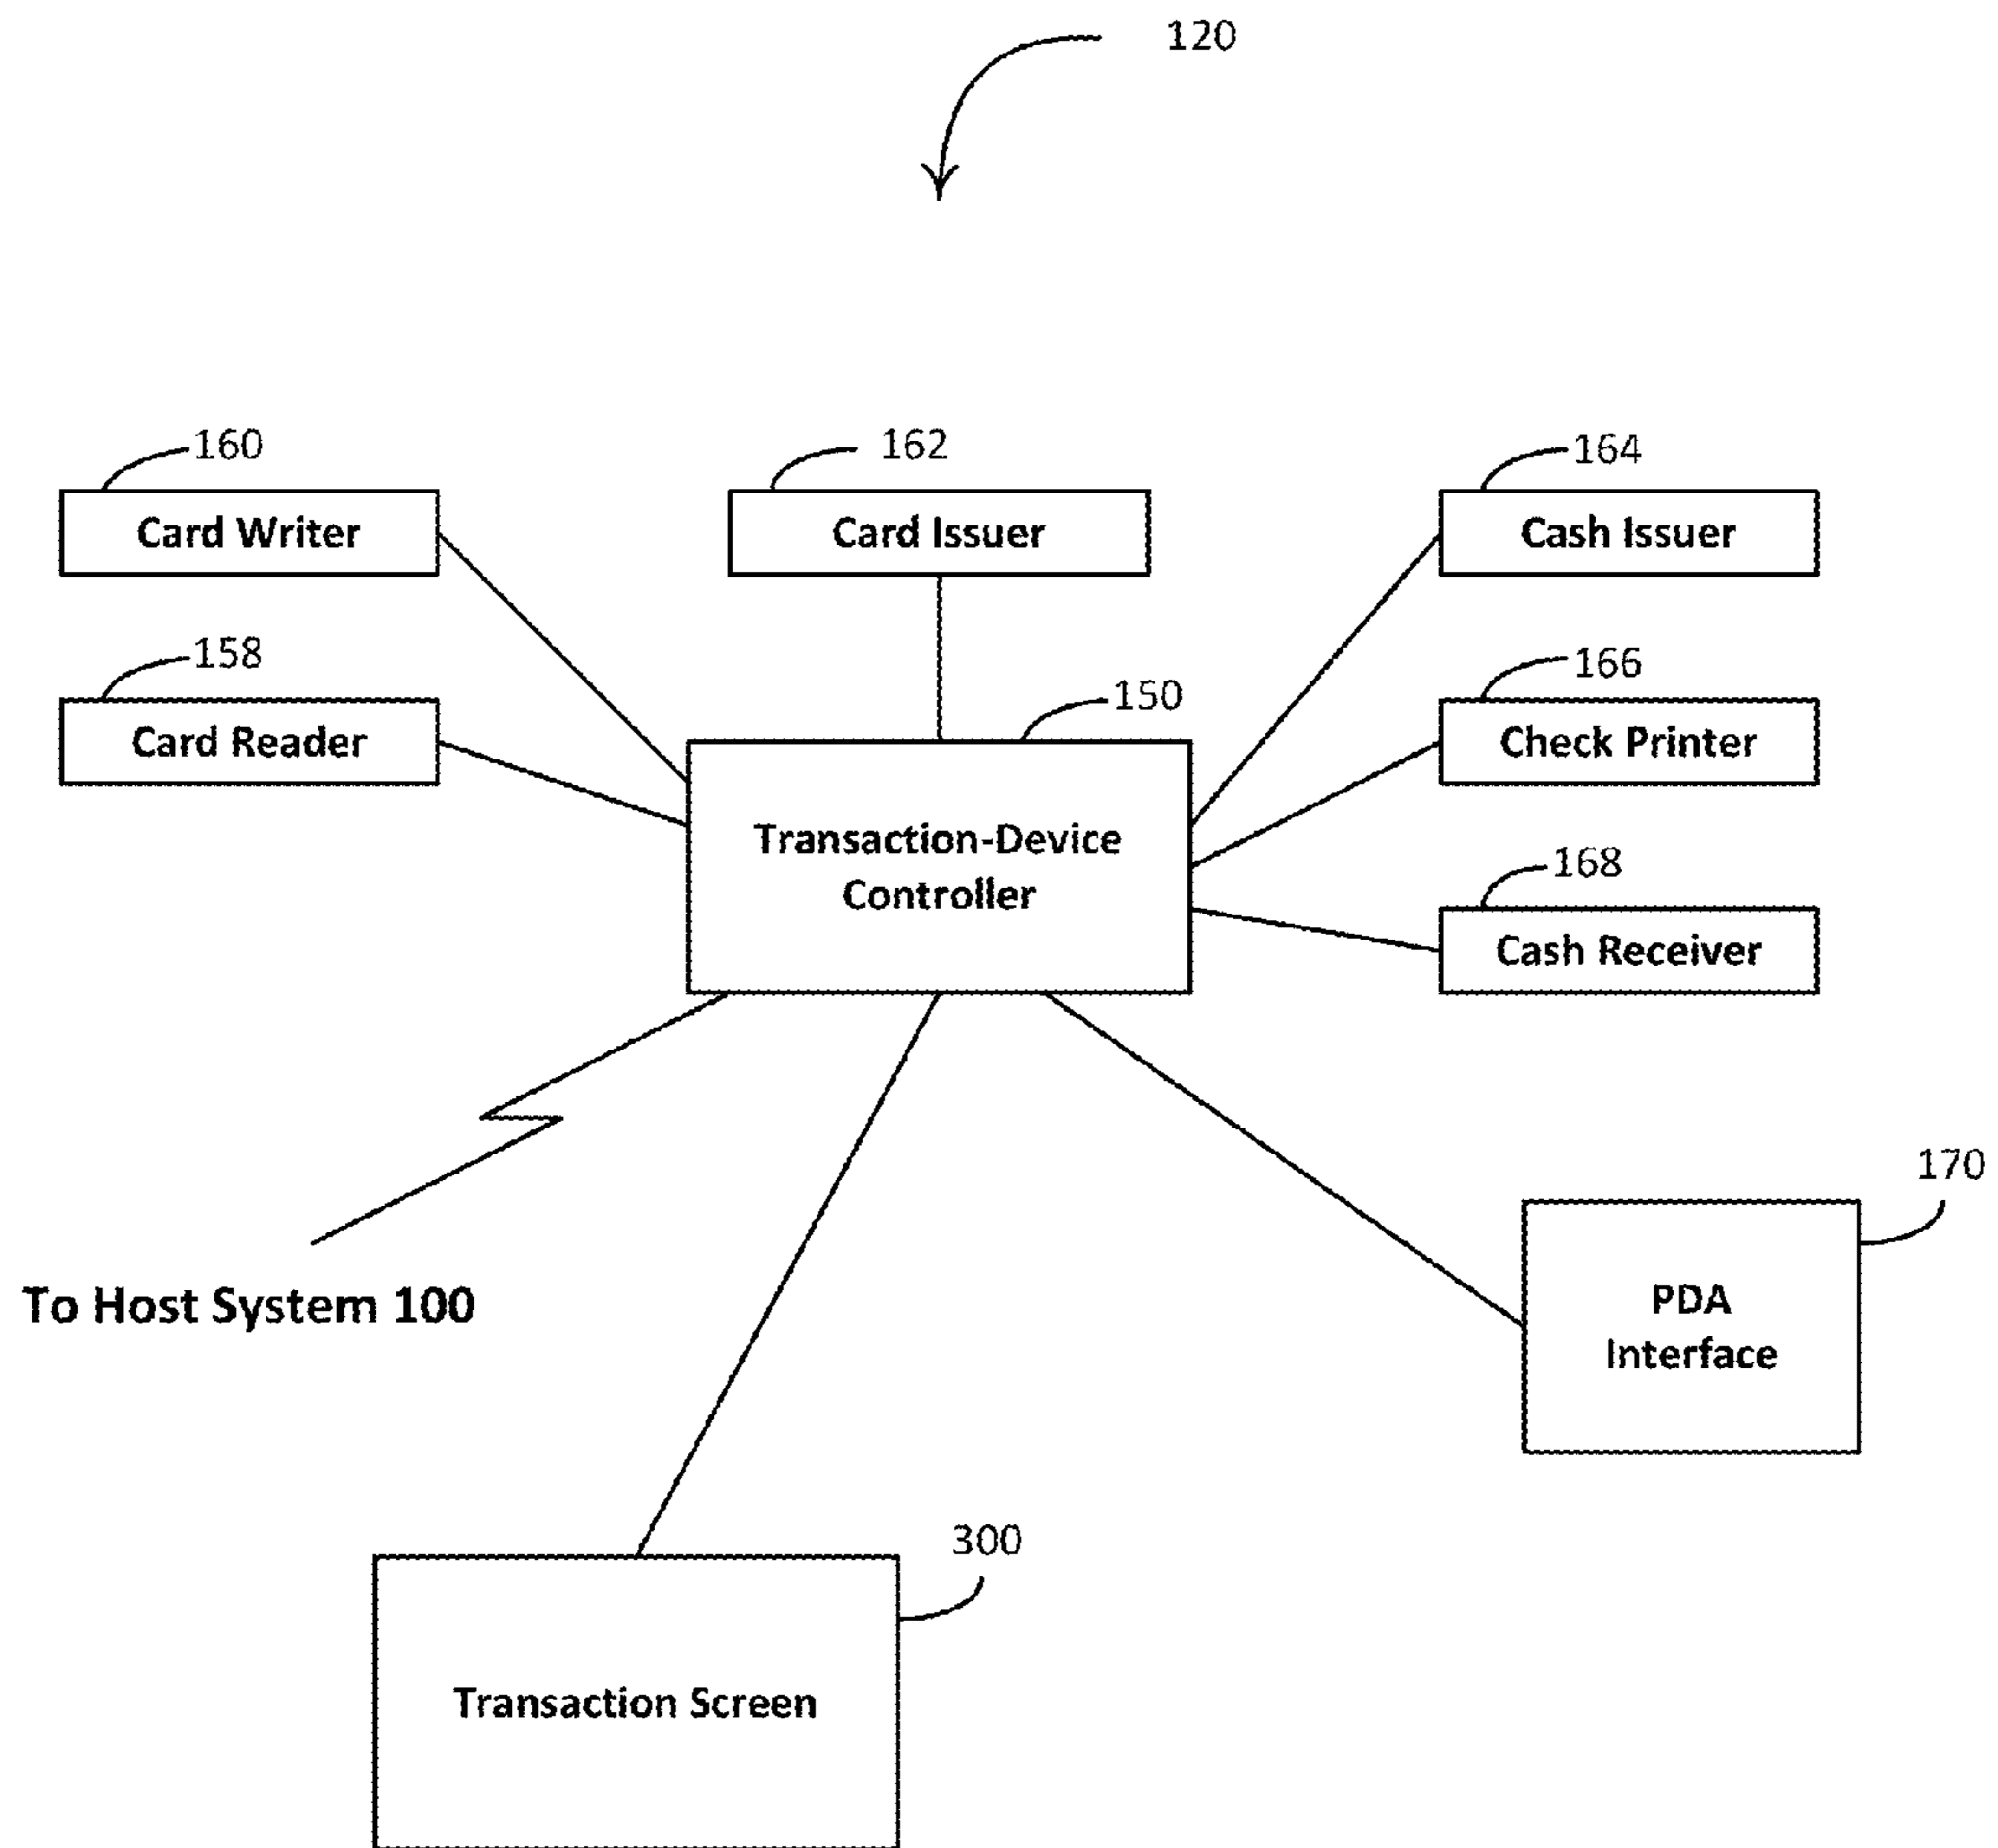 120
160
162
164
Card Writer
Card Issuer
Cash Issuer
158
166
150
Card Reader
Check Printer
Transaction-Device
Controller
168
Cash Receiver
170
To Host System 100
PDA
Interface
300
Transaction Screen